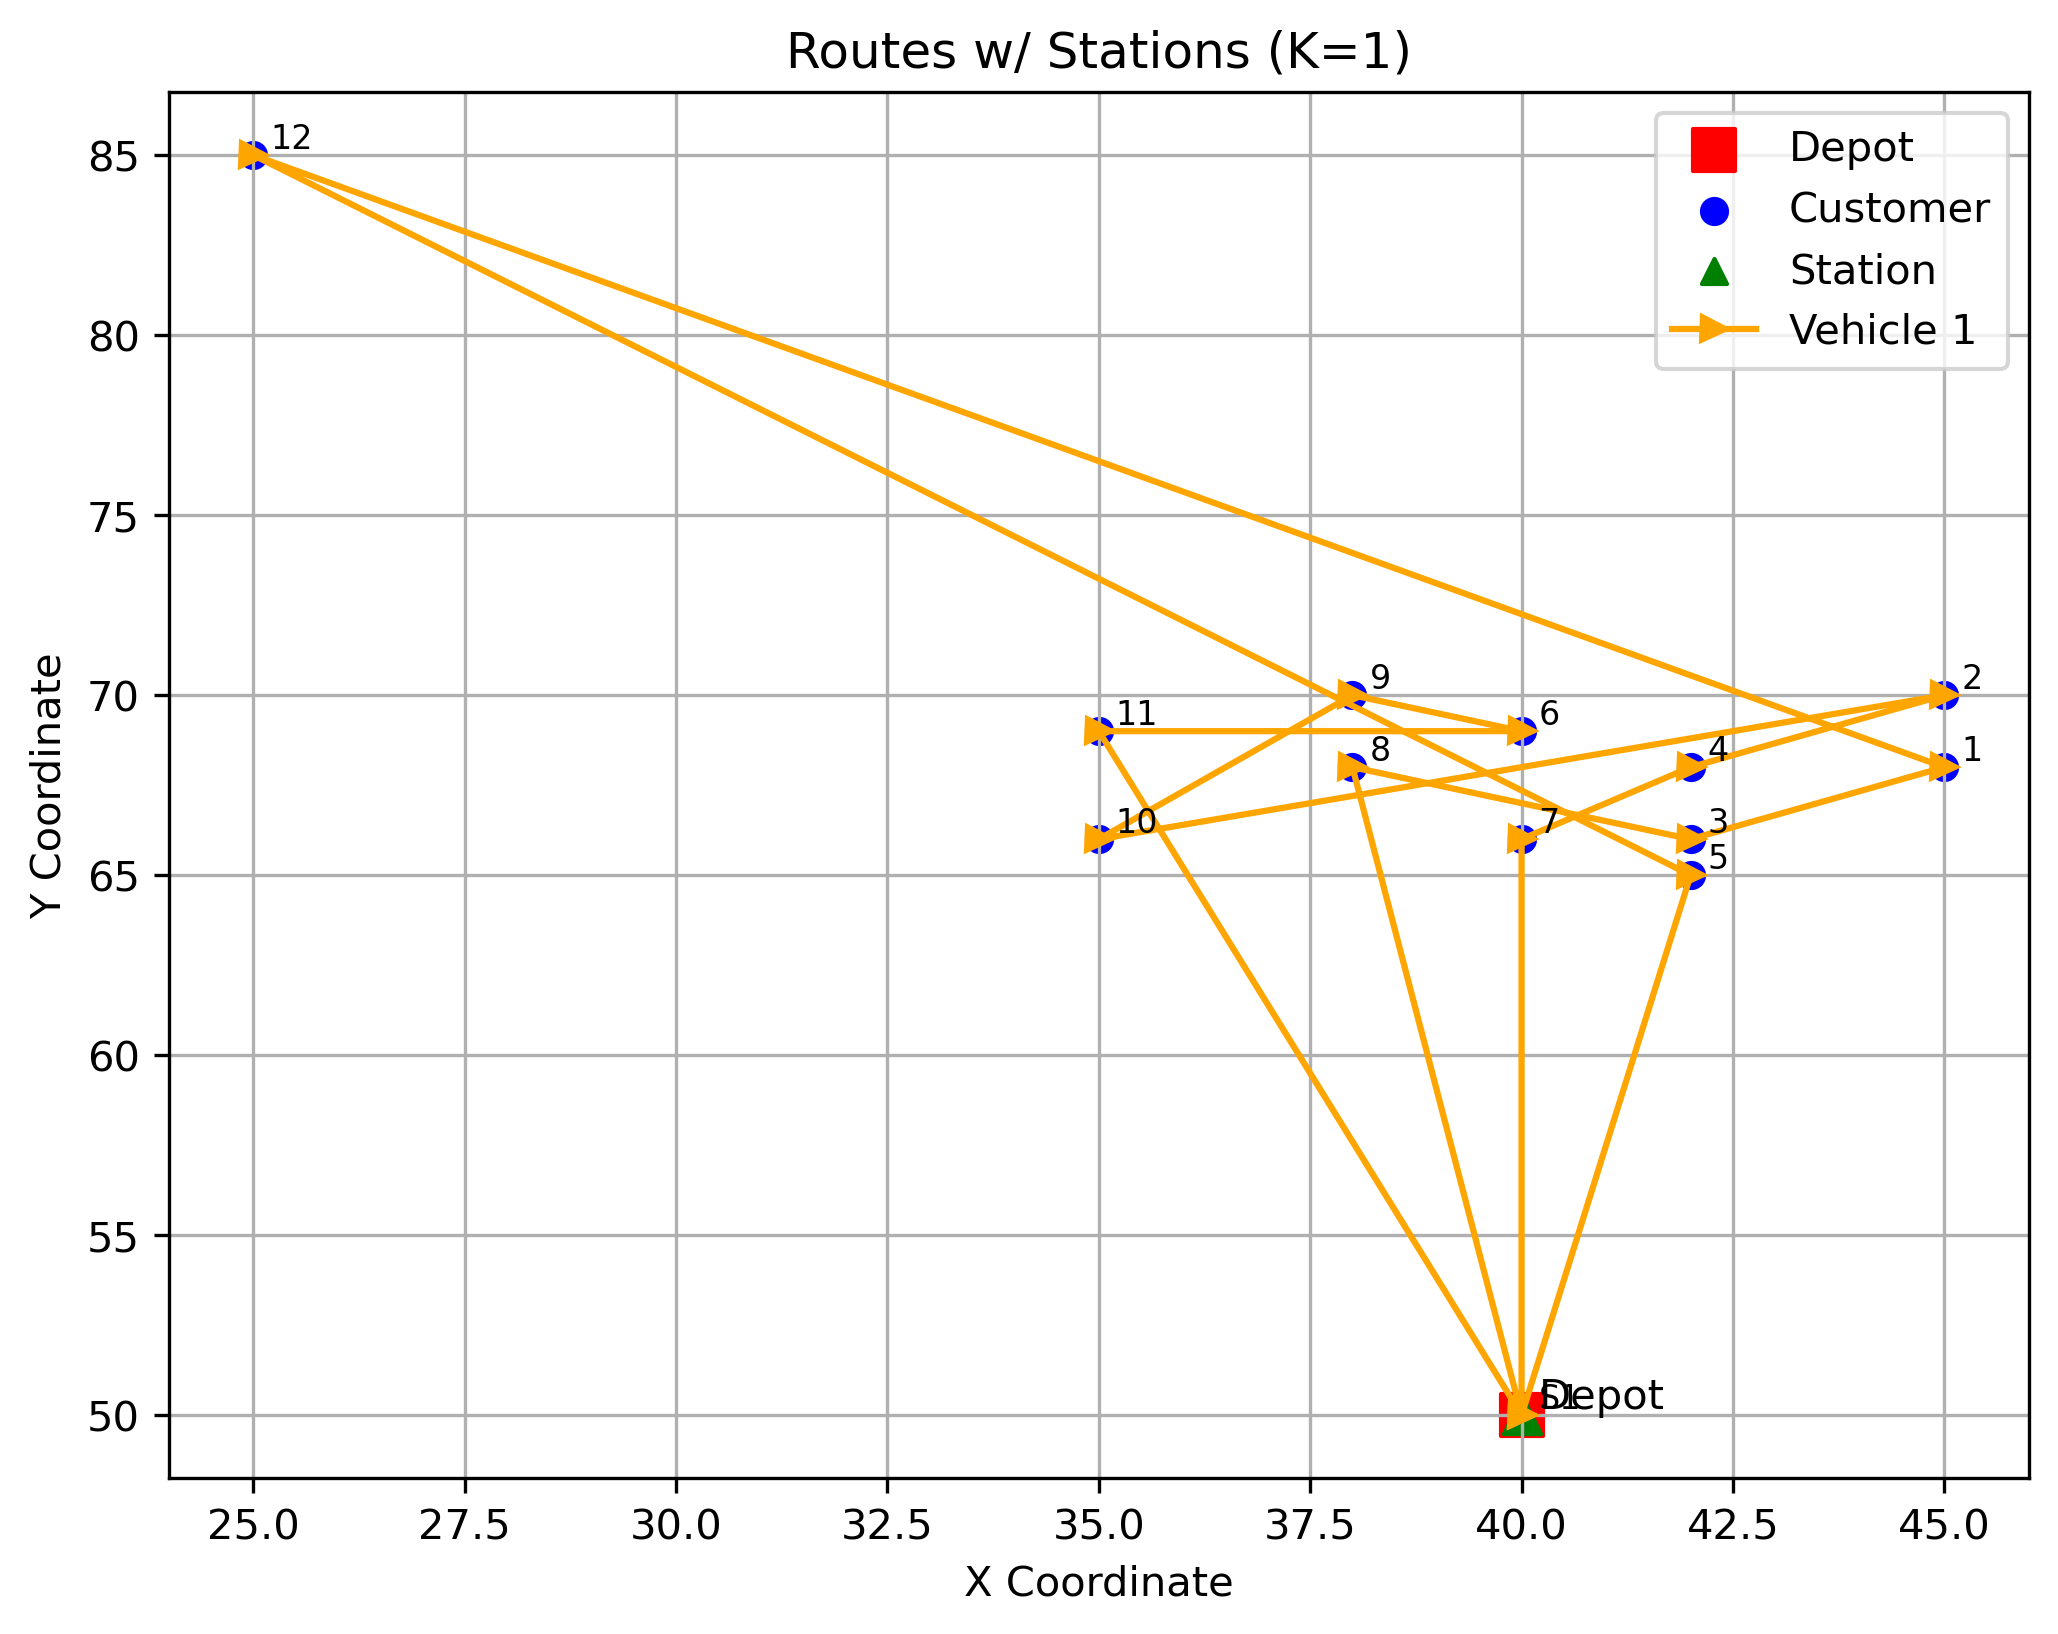 Routes w/ Stations (K=1)
Depot
Customer
Station
Vehicle 1
Y Coordinate
85
80
75
70
65
60
55
50
12
9
2
11
6
8
4
1
10
7
3
5
Depot
S1
25.0 27.5 30.0 32.5 35.0 37.5 40.0 42.5 45.0
X Coordinate